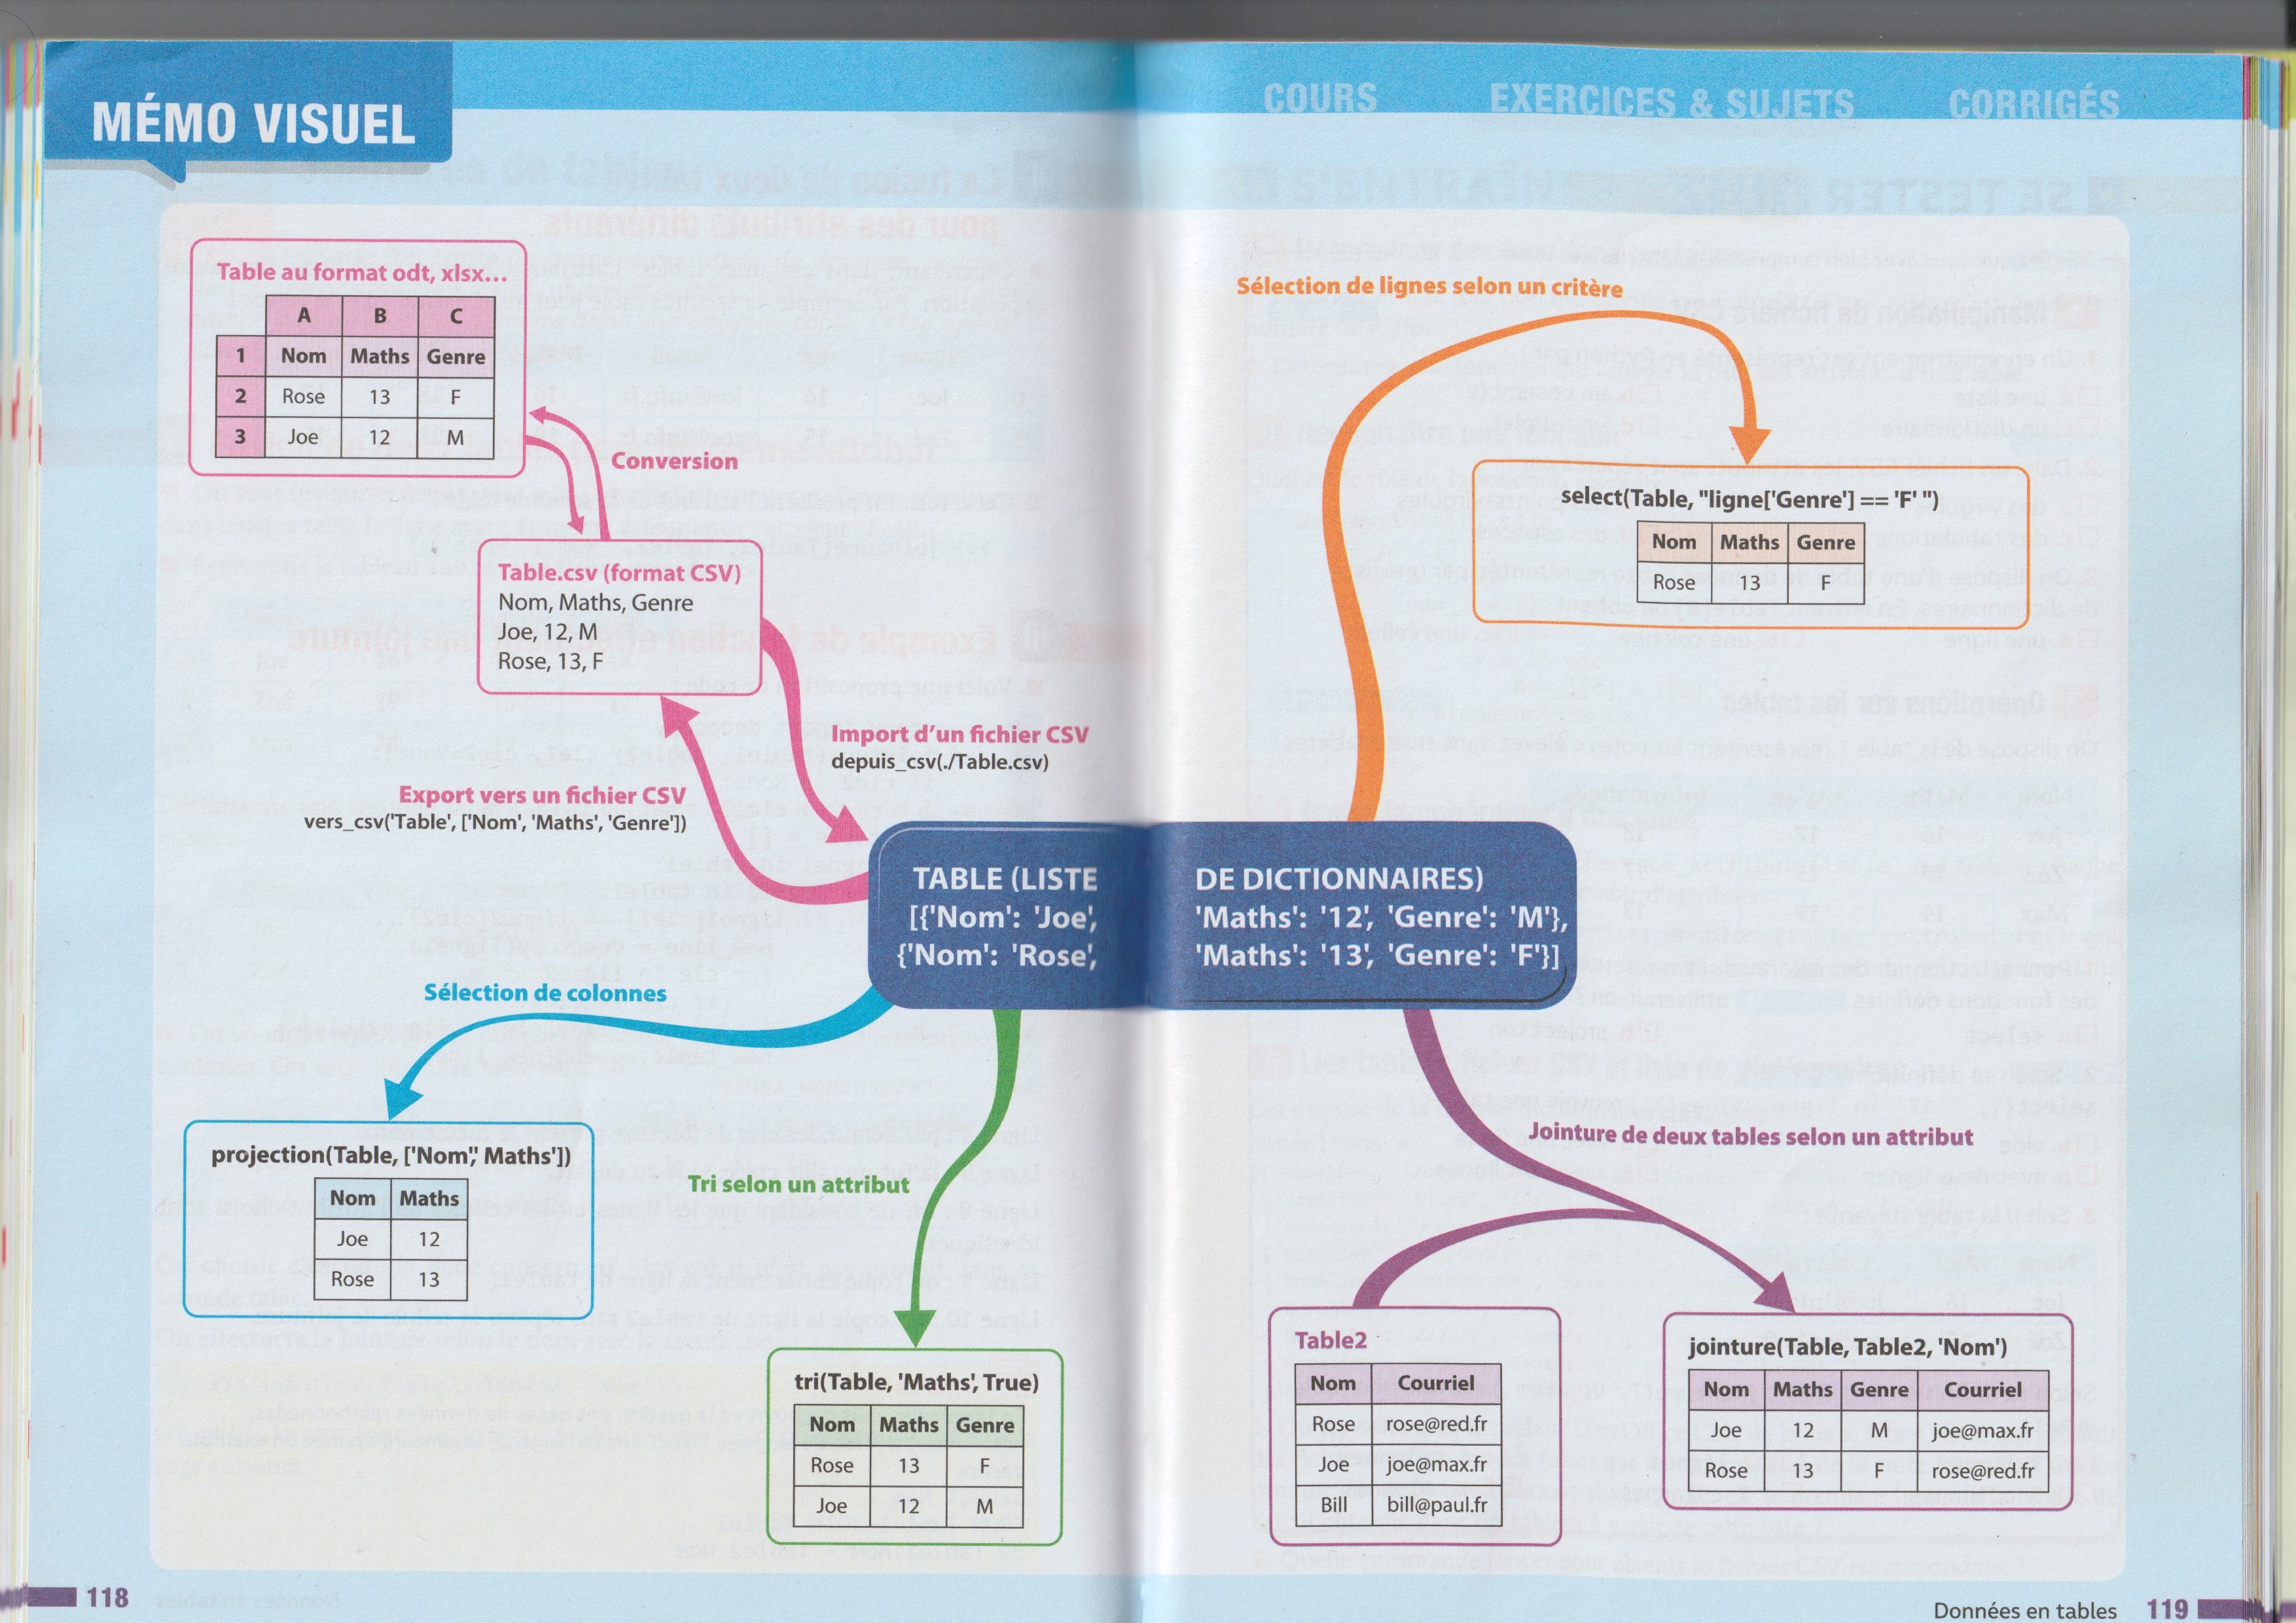 MÉMO VISUEL
COURS EXERCICES & SUJETS CORRIGÉS
Table au format odt, xlsx...
A B C
1 Nom Maths Genre
2 Rose 13 F
3 Joe 12 M
Conversion
Table.csv (format CSV)
Nom, Maths, Genre
Joe, 12, M
Rose, 13, F
Import d'un fichier CSV
depuis_csv(./Table.csv)
Export vers un fichier CSV
vers_csv('Table', ['Nom', 'Maths', 'Genre'])
Sélection de lignes selon un critère
select(Table, "ligne['Genre'] == 'F' ")
Nom Maths Genre
Rose 13 F
TABLE (LISTE DE DICTIONNAIRES)
[{'Nom': 'Joe', 'Maths': '12', 'Genre': 'M'},
{'Nom': 'Rose', 'Maths': '13', 'Genre': 'F'}]
Sélection de colonnes
projection(Table, ['Nom'," Maths'])
Nom Maths
Joe 12
Rose 13
Tri selon un attribut
tri(Table, 'Maths', True)
Nom Maths Genre
Rose 13 F
Joe 12 M
Jointure de deux tables selon un attribut
Table2
Nom Courriel
Rose rose@red.fr
Joe joe@max.fr
Bill bill@paul.fr
jointure(Table, Table2, 'Nom')
Nom Maths Genre Courriel
Joe 12 M joe@max.fr
Rose 13 F rose@red.fr
118
Données en tables 119